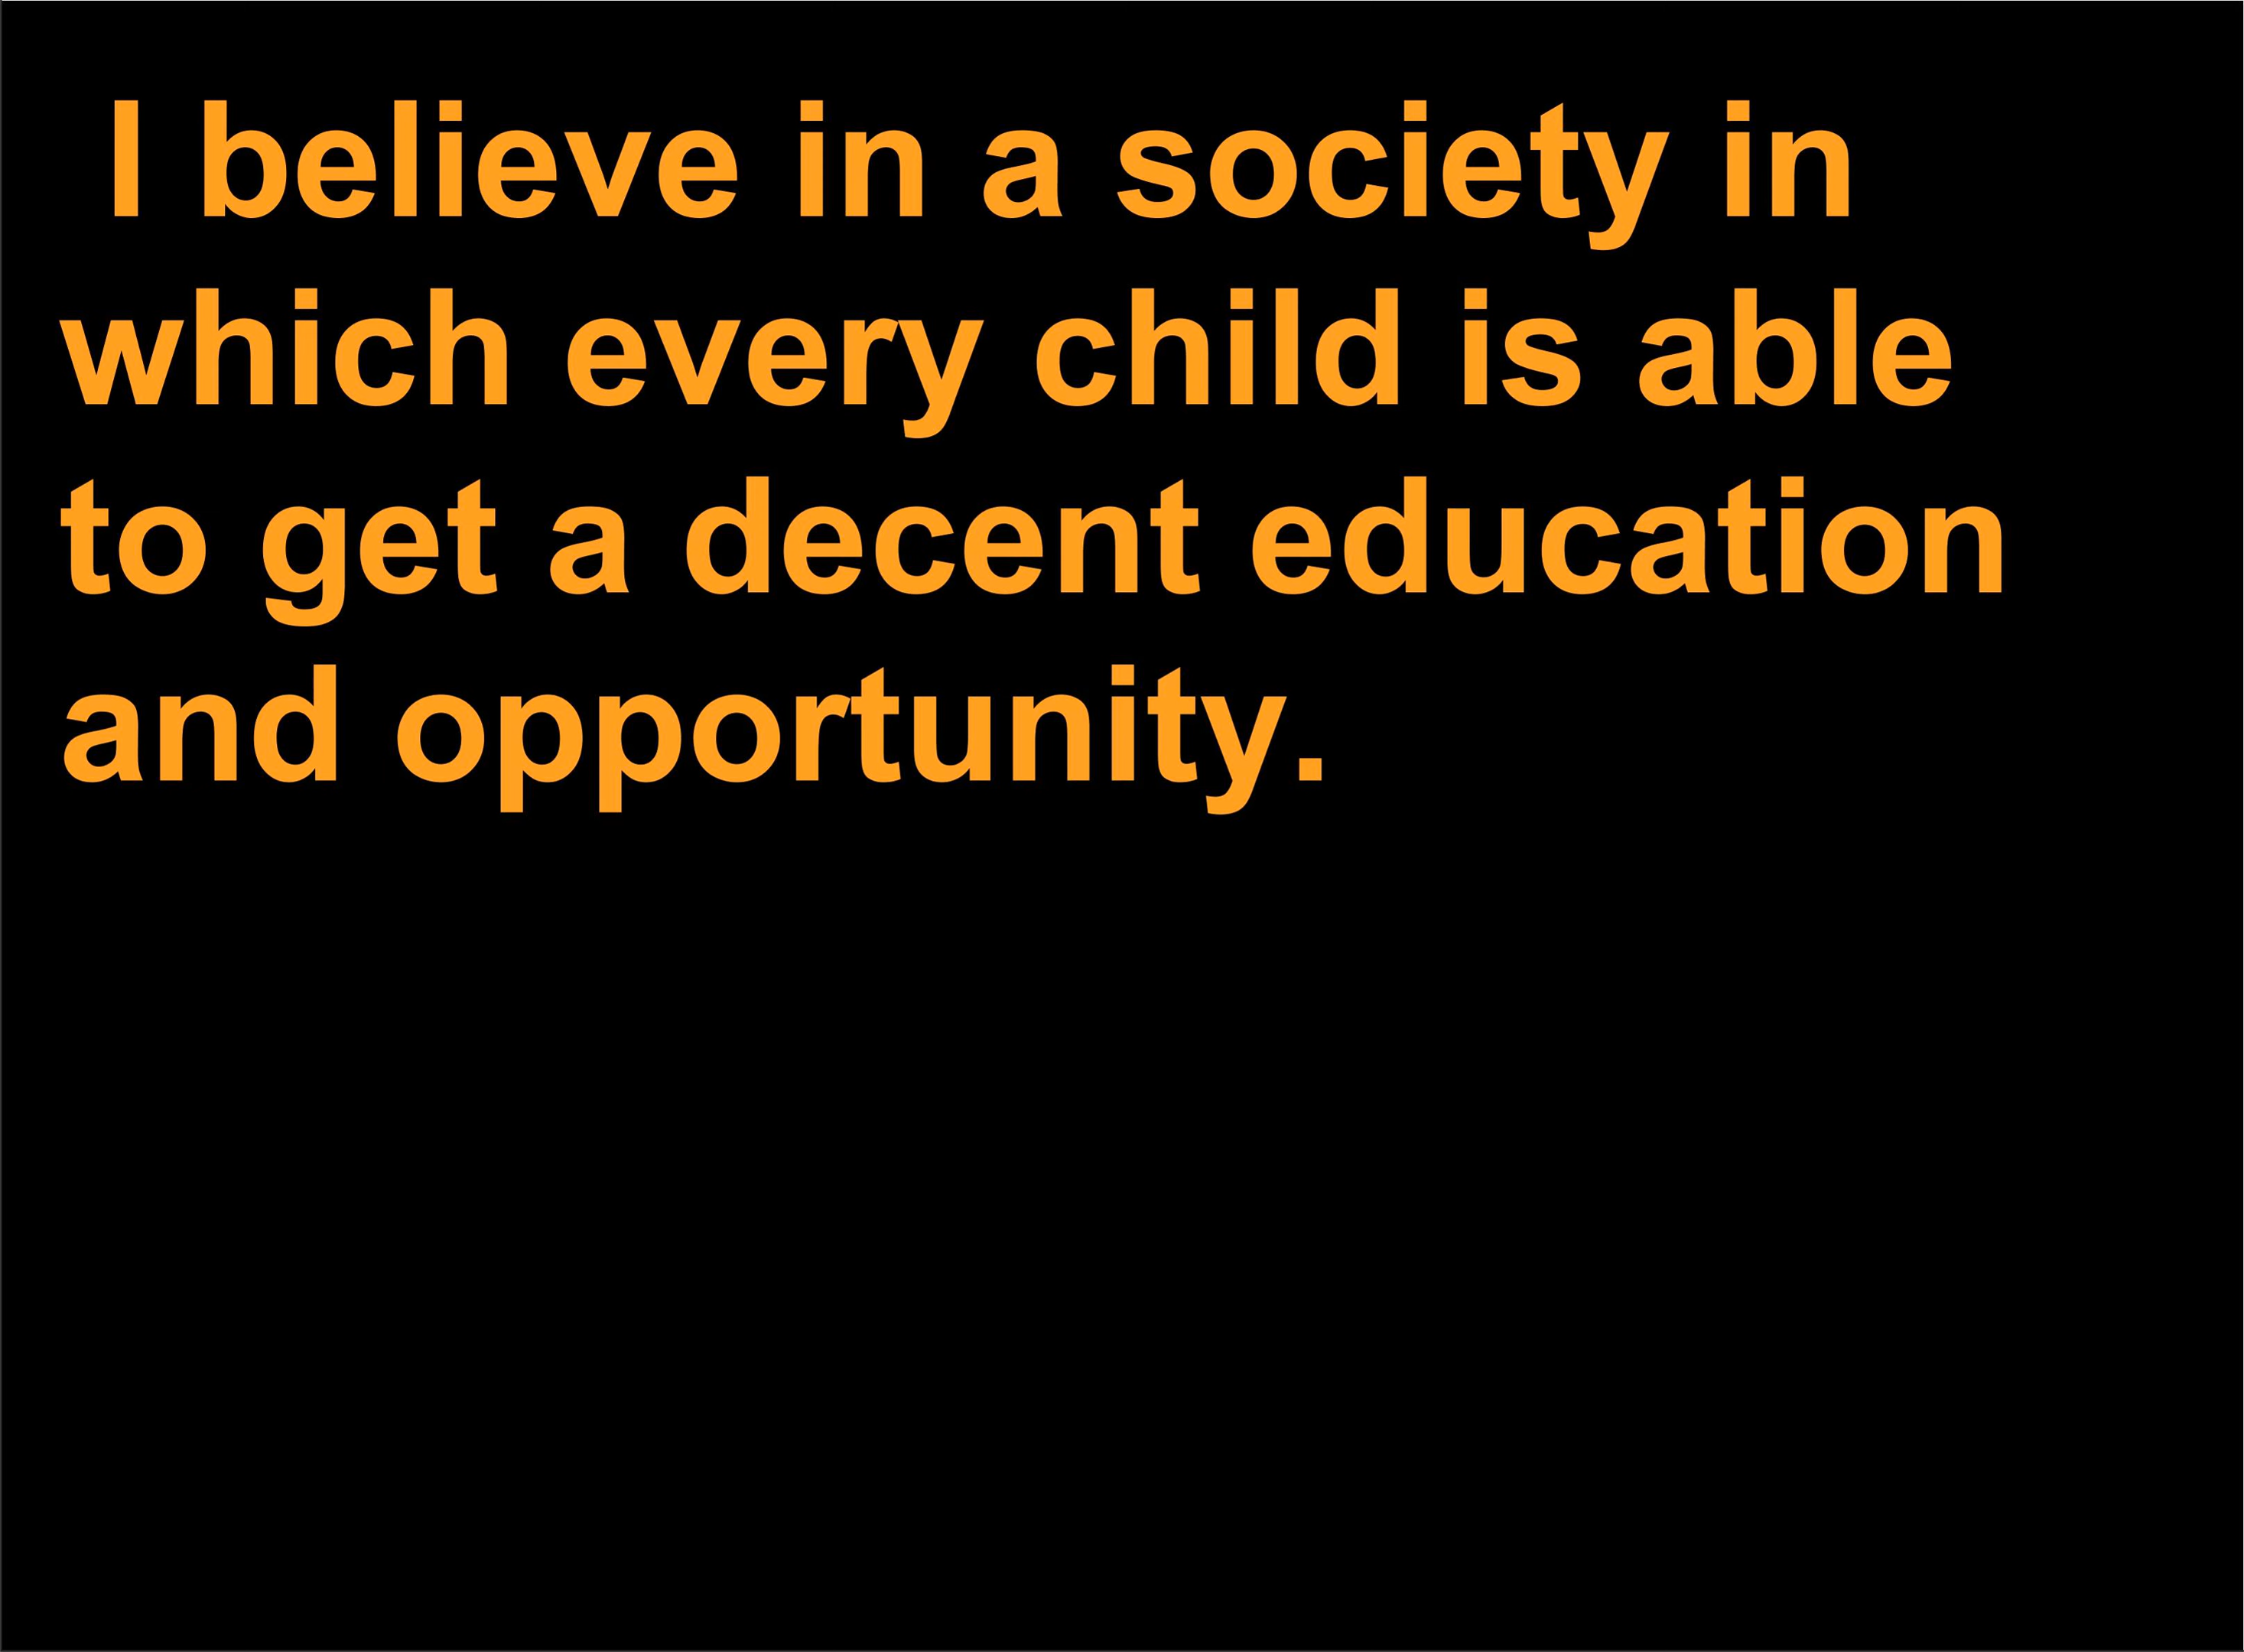 I believe in a society in
which every child is able
to get a decent education
and opportunity.